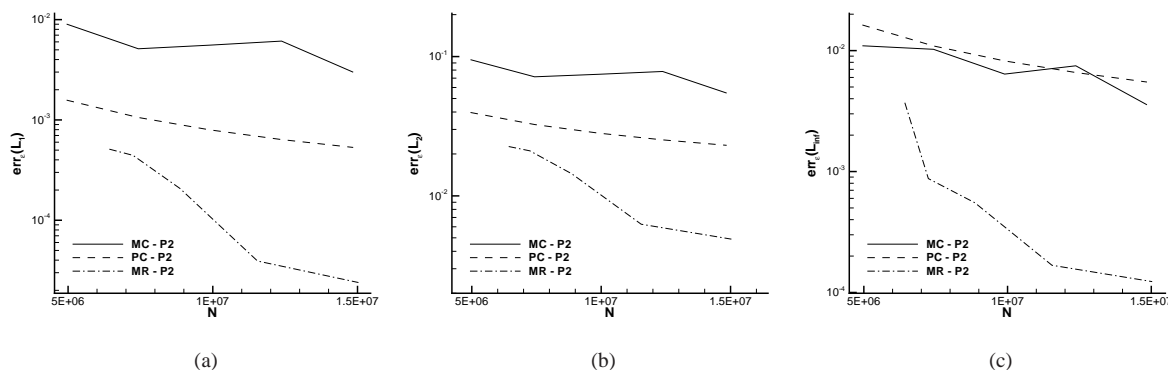 10⁻²
10⁻³
10⁻⁴
err_ε(L₁)
MC - P2
PC - P2
MR - P2
5E+06 1E+07 1.5E+07
N
(a)
10⁻¹
10⁻²
err_ε(L₂)
MC - P2
PC - P2
MR - P2
5E+06 1E+07 1.5E+07
N
(b)
10⁻²
10⁻³
10⁻⁴
err_ε(L_inf)
MC - P2
PC - P2
MR - P2
5E+06 1E+07 1.5E+07
N
(c)